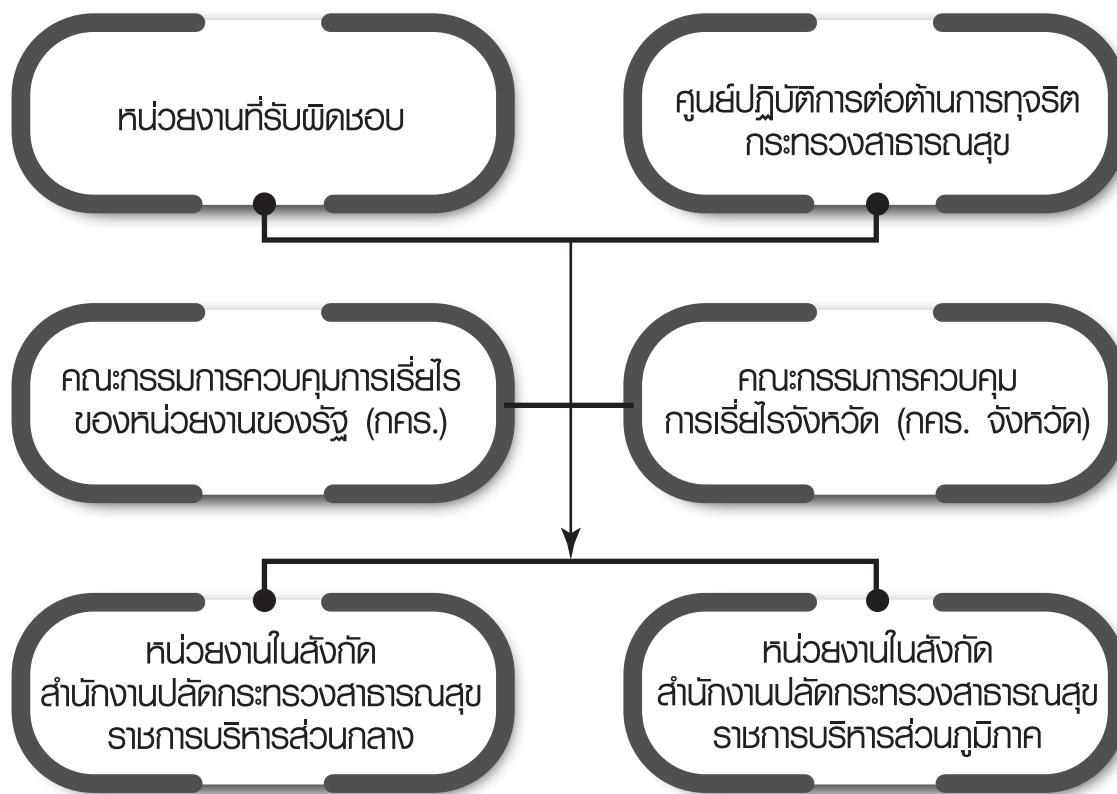 หน่วยงานที่รับผิดชอบ
ศูนย์ปฏิบัติการต่อต้านการทุจริต
กระทรวงสาธารณสุข
คณะกรรมการควบคุมการเรี่ยไร
ของหน่วยงานของรัฐ (กคร.)
คณะกรรมการควบคุม
การเรี่ยไรจังหวัด (กคร. จังหวัด)
หน่วยงานในสังกัด
สำนักงานปลัดกระทรวงสาธารณสุข
ราชการบริหารส่วนกลาง
หน่วยงานในสังกัด
สำนักงานปลัดกระทรวงสาธารณสุข
ราชการบริหารส่วนภูมิภาค